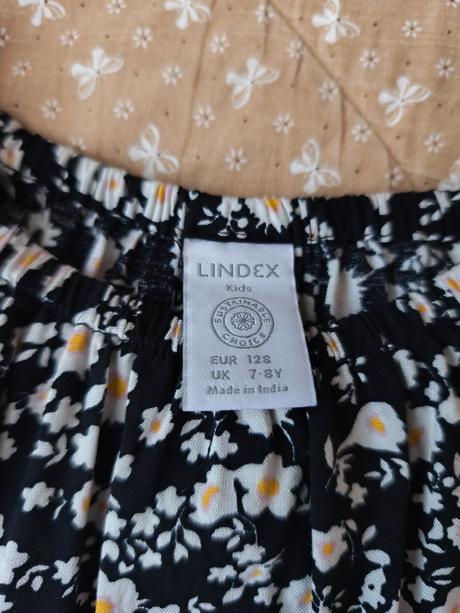 LINDEX
Kids
SUSTAINABLE
CHOICE
EUR 128
UK 7-8Y
Made in India